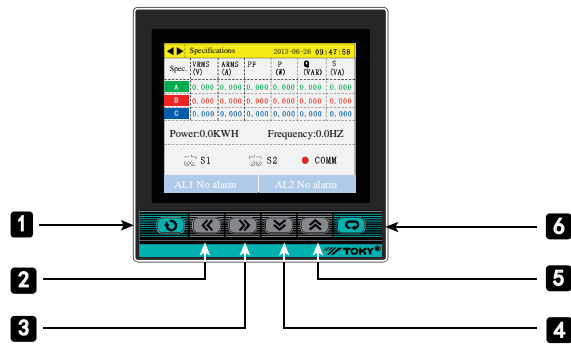 Specifications 2013-06-26 09:47:58
Spec. VRMS (V) ARMS (A) PF P (W) Q (VAR) S (VA)
A 0.000 0.000 0.000 0.000 0.000 0.000
B 0.000 0.000 0.000 0.000 0.000 0.000
C 0.000 0.000 0.000 0.000 0.000 0.000
Power:0.0KWH Frequency:0.0HZ
S1 S2 COMM
AL1 No alarm AL2 No alarm
1 6
TOKY®
2 5
3 4